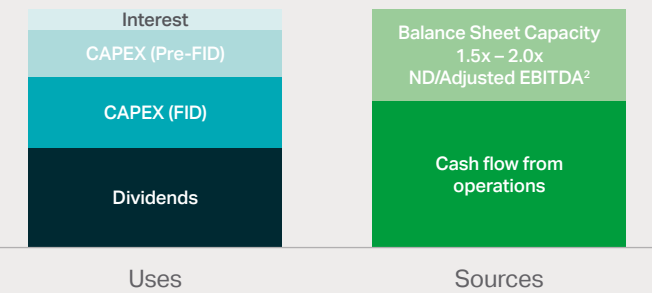 Interest
CAPEX (Pre-FID)
CAPEX (FID)
Dividends
Uses
Balance Sheet Capacity
1.5x – 2.0x
ND/Adjusted EBITDA²
Cash flow from
operations
Sources